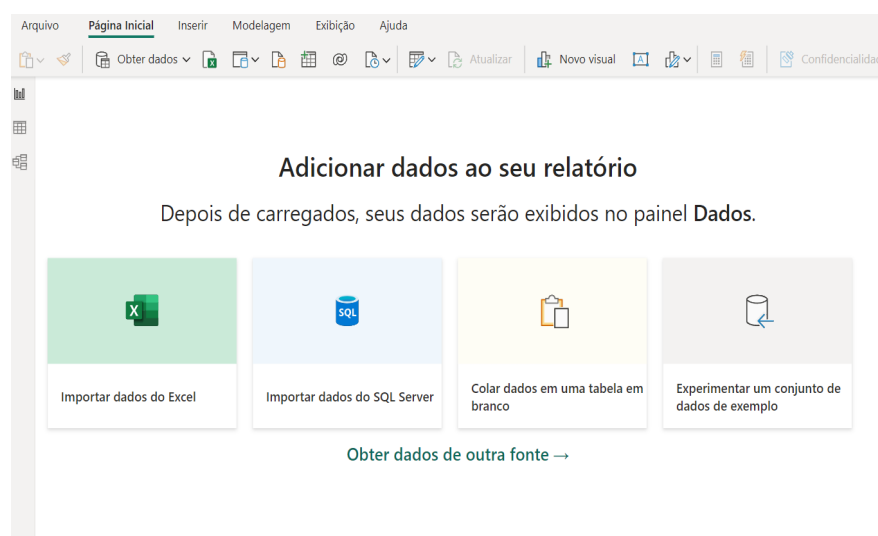 Arquivo Página Inicial Inserir Modelagem Exibição Ajuda
Obter dados Atualizar Novo visual A
Adicionar dados ao seu relatório
Depois de carregados, seus dados serão exibidos no painel Dados.
X SQL
Importar dados do Excel
Importar dados do SQL Server
Colar dados em uma tabela em
branco
Experimentar um conjunto de
dados de exemplo
Obter dados de outra fonte →